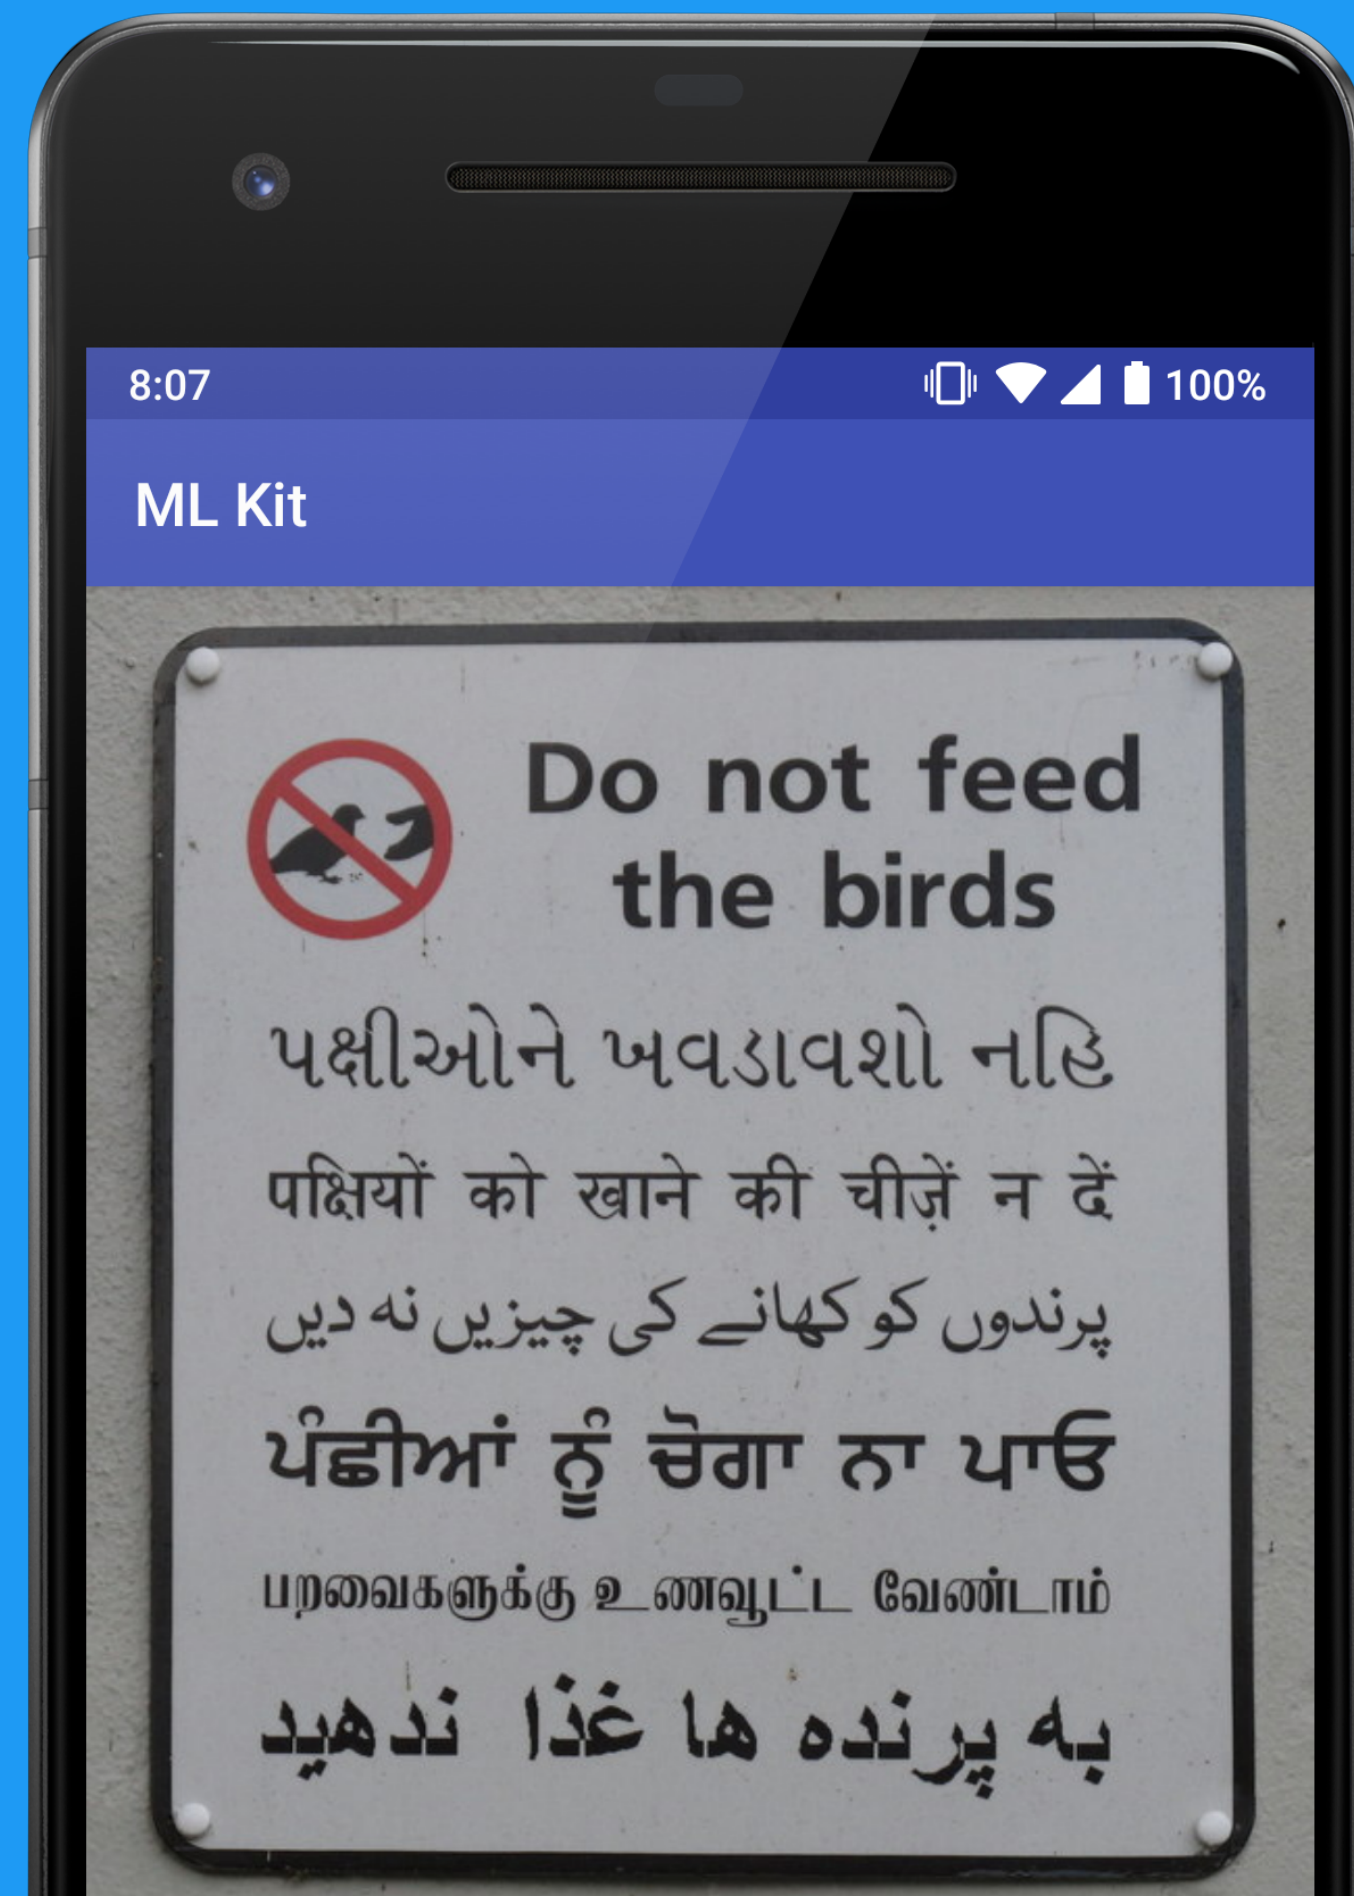 8:07 100%
ML Kit
Do not feed
the birds
પક્ષીઓને ખવડાવશો નહિ
पक्षियों को खाने की चीज़ें न दें
پرندوں کو کھانے کی چیزیں نہ دیں
ਪੰਛੀਆਂ ਨੂੰ ਚੋਗਾ ਨਾ ਪਾਓ
பறவைகளுக்கு உணவூட்ட வேண்டாம்
به پرنده ها غذا ندهید